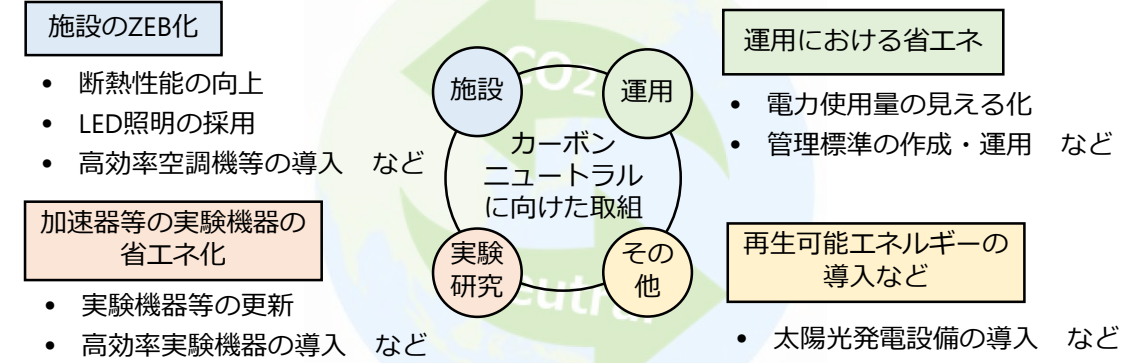 施設のZEB化
• 断熱性能の向上
• LED照明の採用
• 高効率空調機等の導入　など
運用における省エネ
• 電力使用量の見える化
• 管理標準の作成・運用　など
施設
運用
カーボン
ニュートラル
に向けた取組
実験
研究
その
他
CO2
Neutral
加速器等の実験機器の
省エネ化
• 実験機器等の更新
• 高効率実験機器の導入　など
再生可能エネルギーの
導入など
• 太陽光発電設備の導入　など